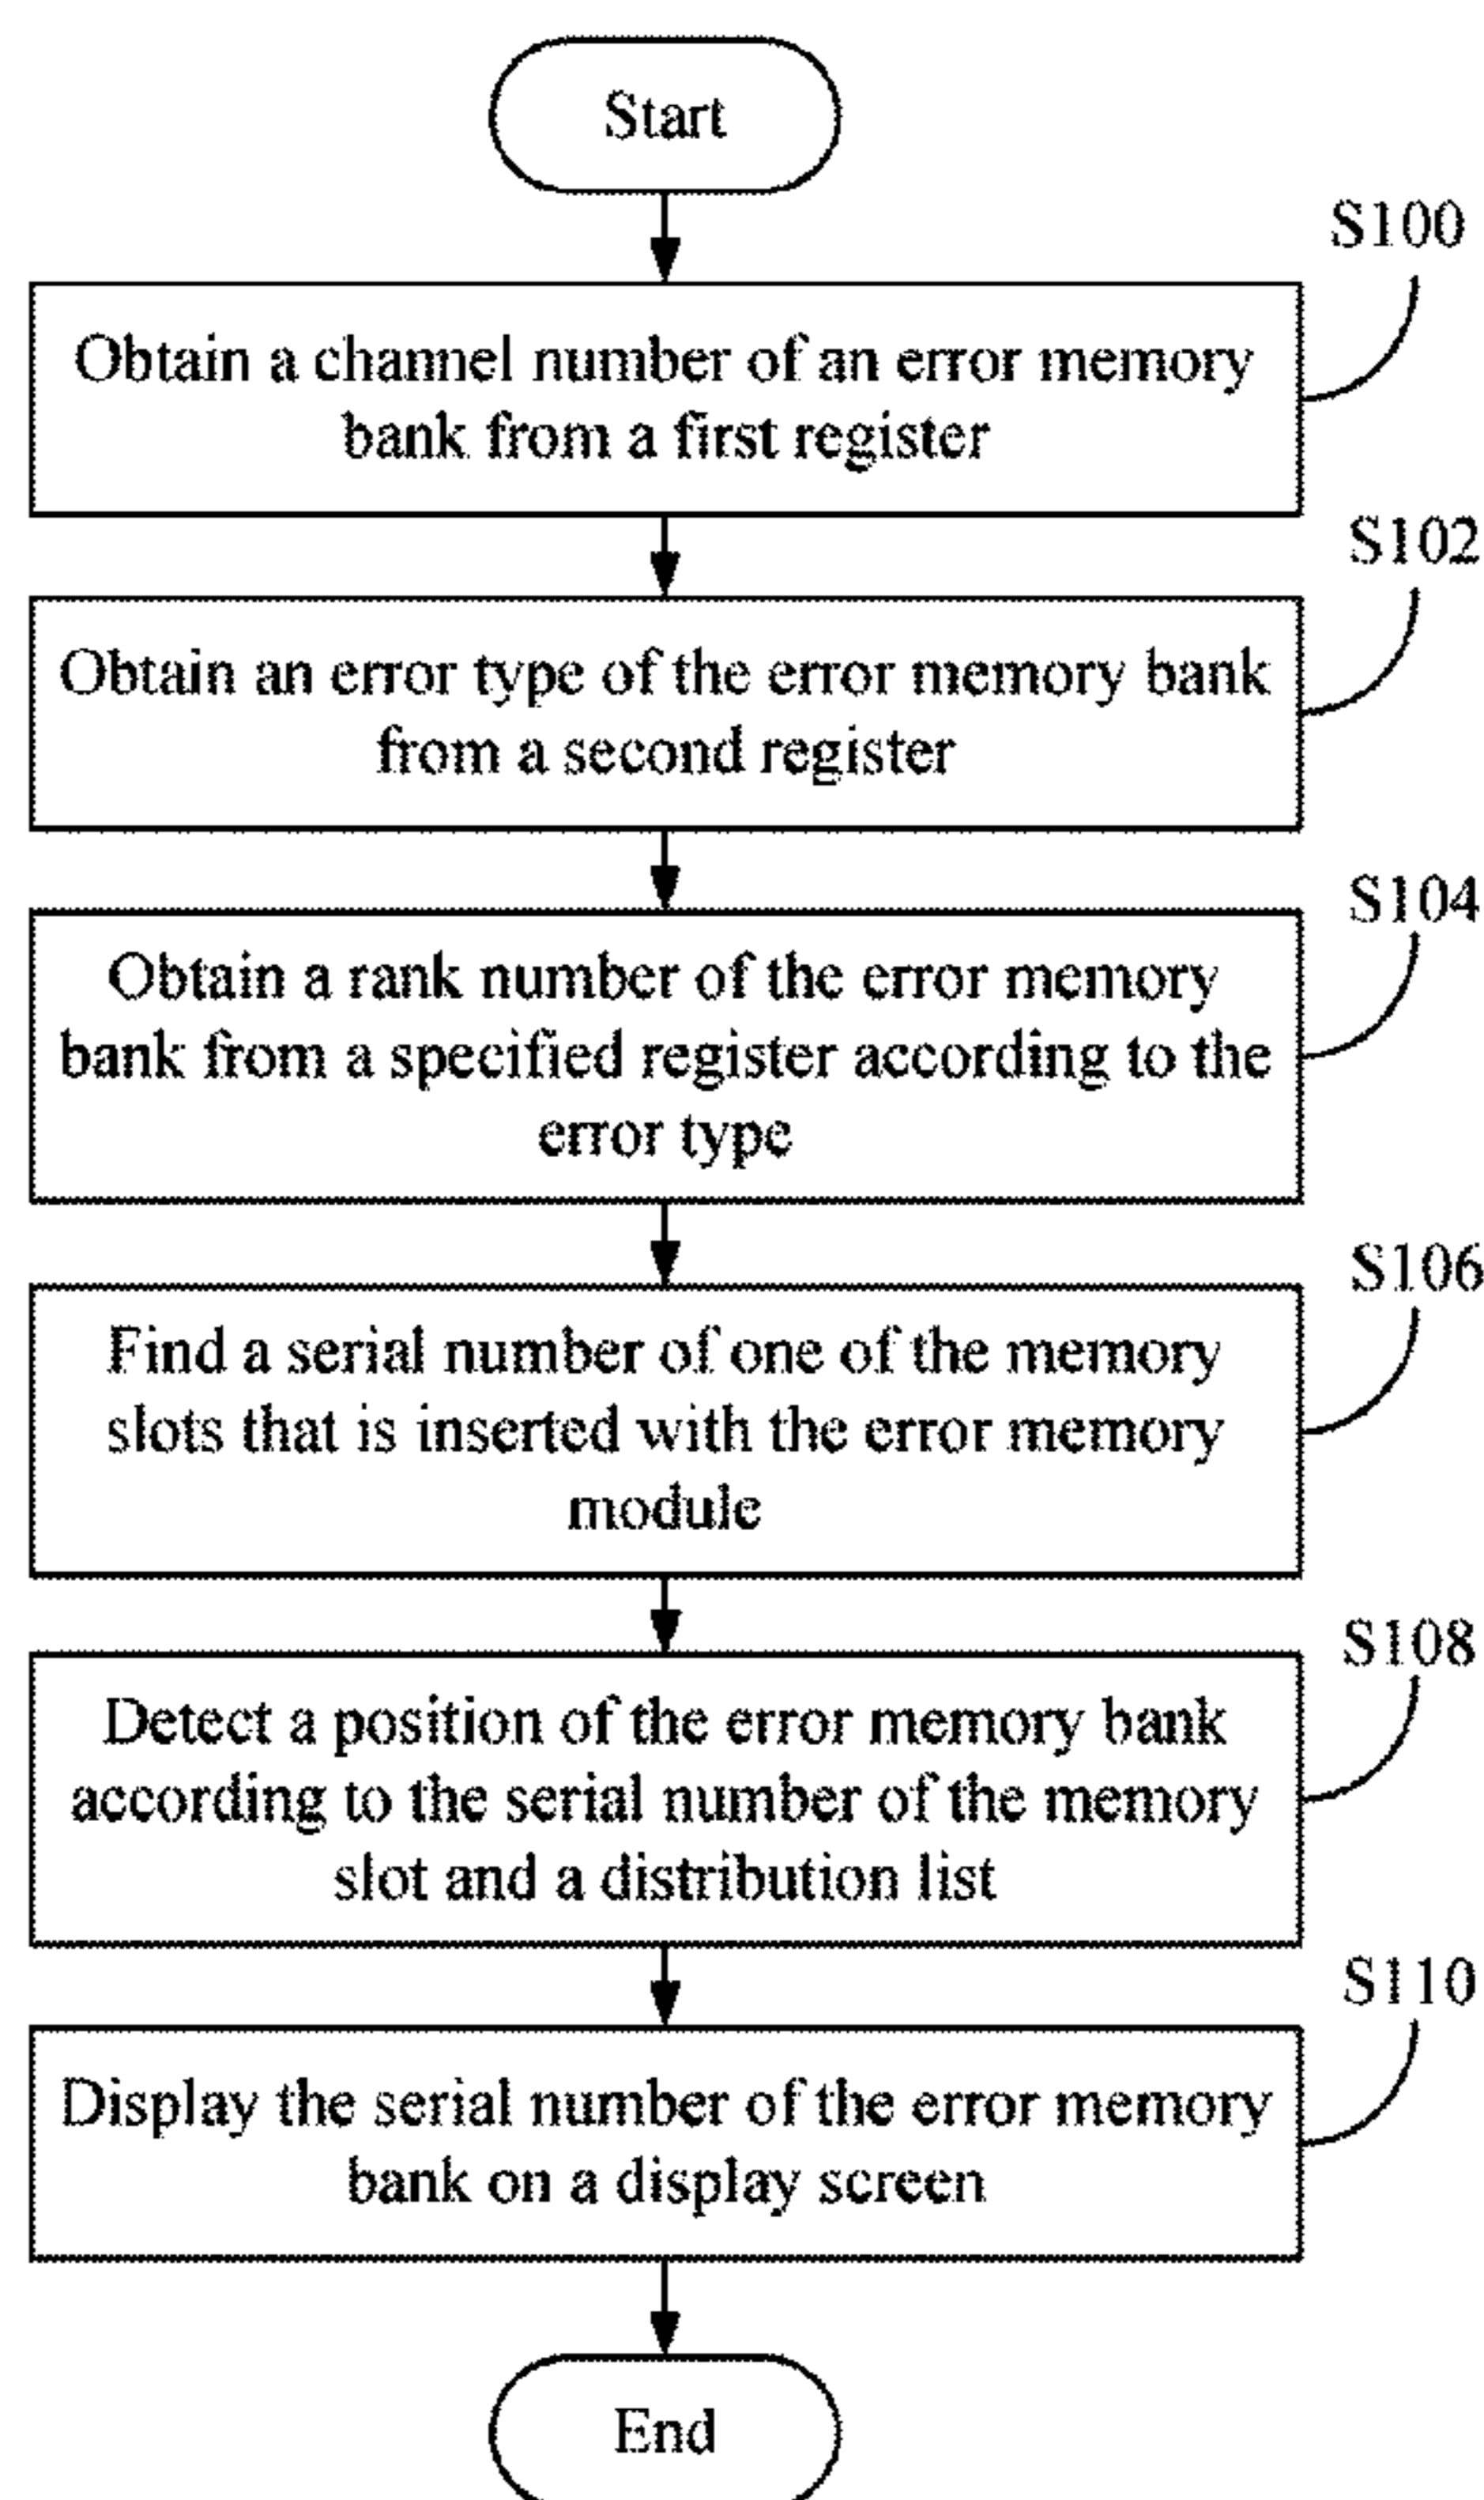 Start
S100
Obtain a channel number of an error memory
bank from a first register
S102
Obtain an error type of the error memory bank
from a second register
S104
Obtain a rank number of the error memory
bank from a specified register according to the
error type
S106
Find a serial number of one of the memory
slots that is inserted with the error memory
module
S108
Detect a position of the error memory bank
according to the serial number of the memory
slot and a distribution list
S110
Display the serial number of the error memory
bank on a display screen
End